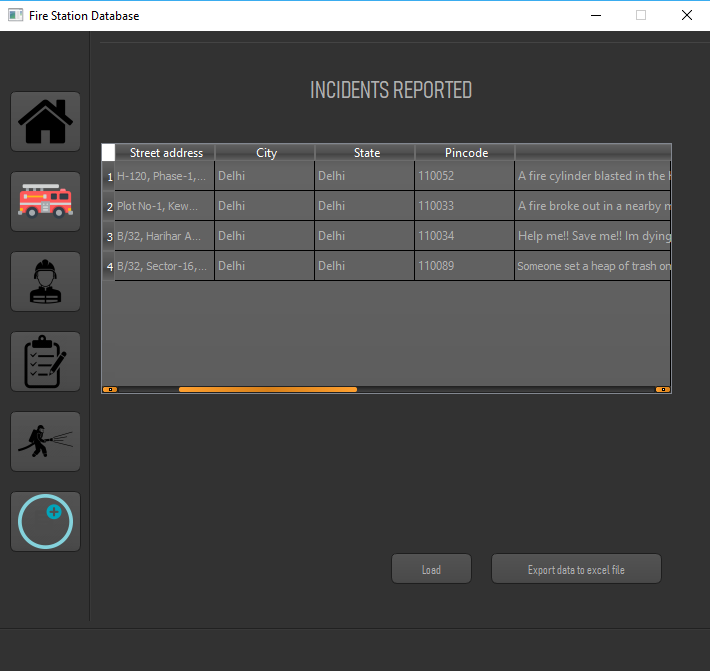 Fire Station Database
INCIDENTS REPORTED
Street address City State Pincode
1 H-120, Phase-1,... Delhi Delhi 110052 A fire cylinder blasted in the
2 Plot No-1, Kew... Delhi Delhi 110033 A fire broke out in a nearby
3 B/32, Harihar A... Delhi Delhi 110034 Help me!! Save me!! Im dying
4 B/32, Sector-16,... Delhi Delhi 110089 Someone set a heap of trash on
Load Export data to excel file